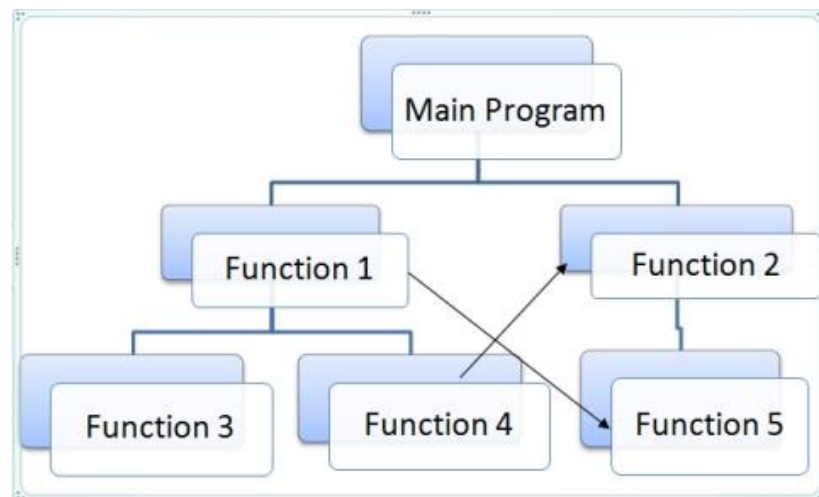 Main Program
Function 1
Function 2
Function 3
Function 4
Function 5